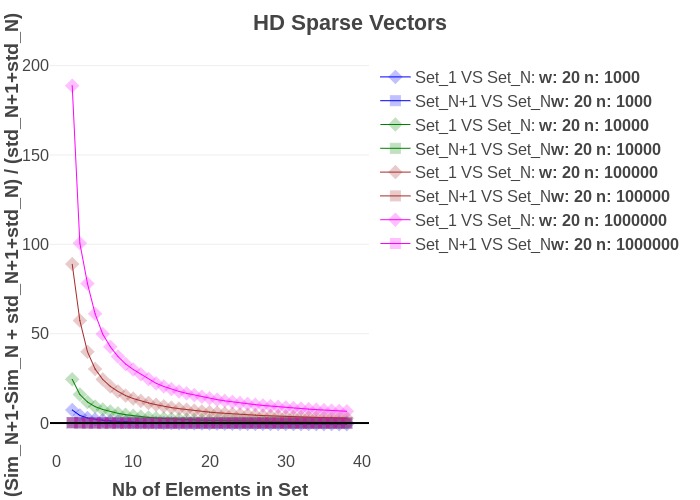 HD Sparse Vectors
(Sim_N+1-Sim_N + std_N+1+std_N) / (std_N+1+std_N)
200
150
100
50
0
0 10 20 30 40
Nb of Elements in Set
Set_1 VS Set_N: w: 20 n: 1000
Set_N+1 VS Set_Nw: 20 n: 1000
Set_1 VS Set_N: w: 20 n: 10000
Set_N+1 VS Set_Nw: 20 n: 10000
Set_1 VS Set_N: w: 20 n: 100000
Set_N+1 VS Set_Nw: 20 n: 100000
Set_1 VS Set_N: w: 20 n: 1000000
Set_N+1 VS Set_Nw: 20 n: 1000000